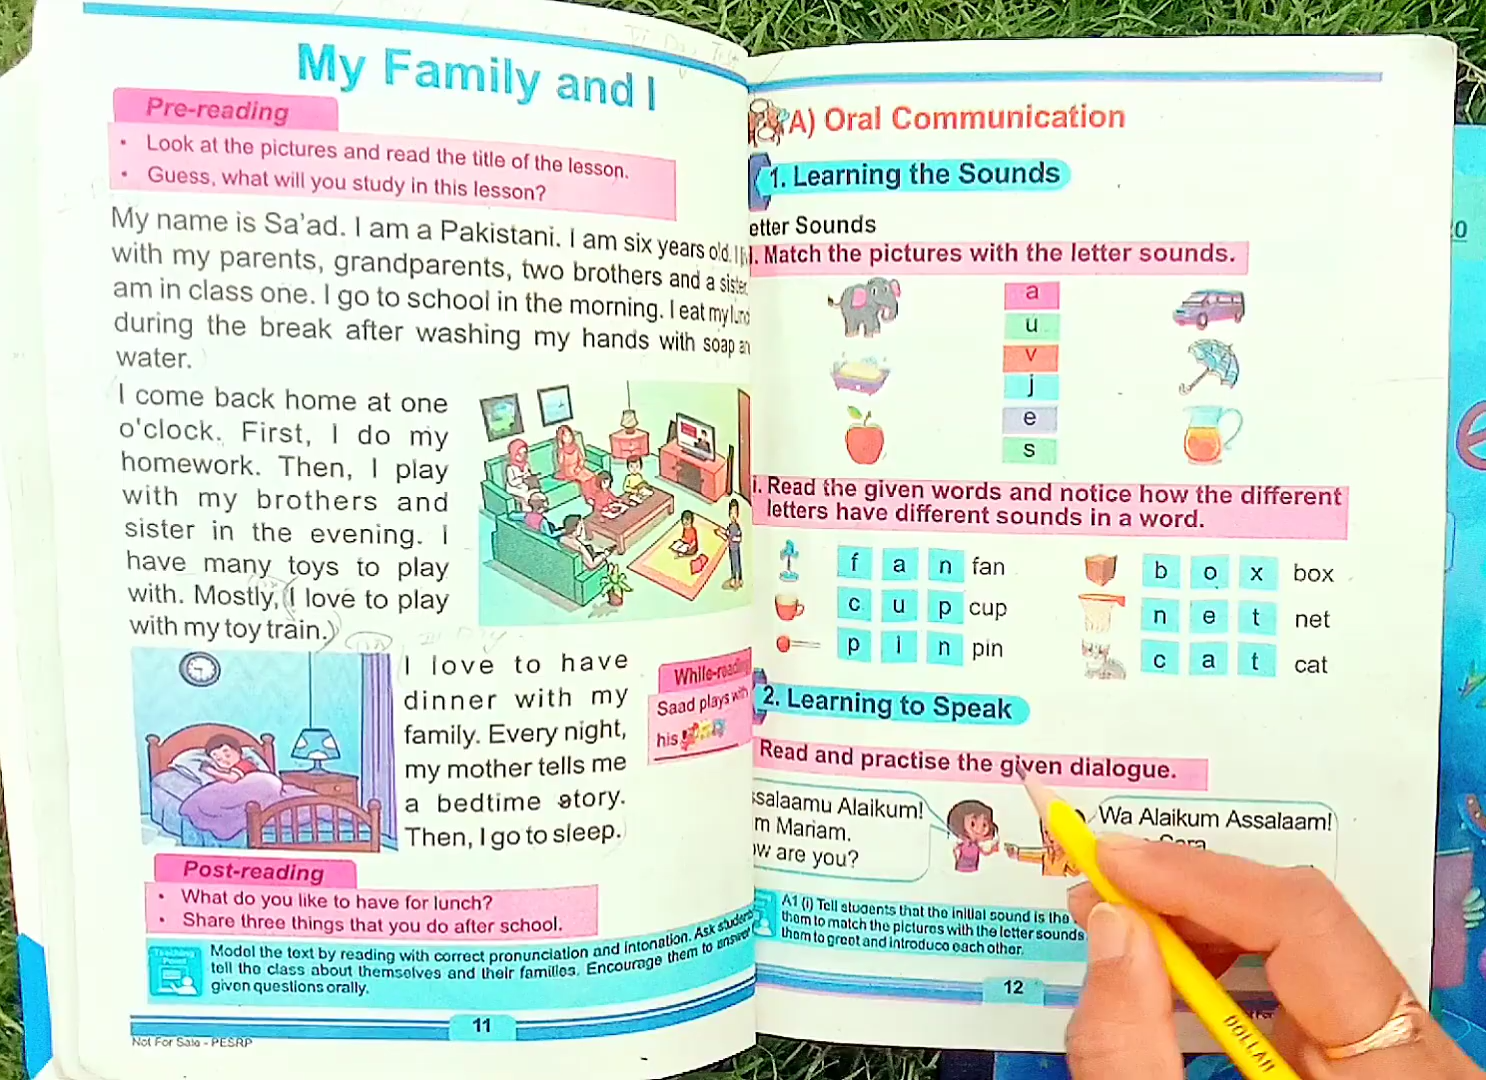 My Family and I
Pre-reading
• Look at the pictures and read the title of the lesson.
• Guess, what will you study in this lesson?
My name is Sa'ad. I am a Pakistani. I am six years old. I
with my parents, grandparents, two brothers and a sister.
am in class one. I go to school in the morning. I eat my
during the break after washing my hands with soap
water.
I come back home at one
o'clock. First, I do my
homework. Then, I play
with my brothers and
sister in the evening. I
have many toys to play
with. Mostly, I love to play
with my toy train.
I love to have
dinner with my
family. Every night,
my mother tells me
a bedtime story.
Then, I go to sleep.
While-reading
Saad plays with
his
Post-reading
• What do you like to have for lunch?
• Share three things that you do after school.
Teaching Point
Model the text by reading with correct pronunciation and intonation. Ask students
tell the class about themselves and their families. Encourage them to answer
given questions orally.
11
Not For Sale - PESRP
A) Oral Communication
1. Learning the Sounds
etter Sounds
. Match the pictures with the letter sounds.
a
u
v
j
e
s
i. Read the given words and notice how the different
letters have different sounds in a word.
f a n fan
b o x box
c u p cup
n e t net
p i n pin
c a t cat
2. Learning to Speak
Read and practise the given dialogue.
ssalaamu Alaikum!
m Mariam.
ow are you?
Wa Alaikum Assalaam!
Sara
A1 (i) Tell students that the initial sound is the
them to match the pictures with the letter sounds
them to greet and introduce each other.
12
DOLLAR